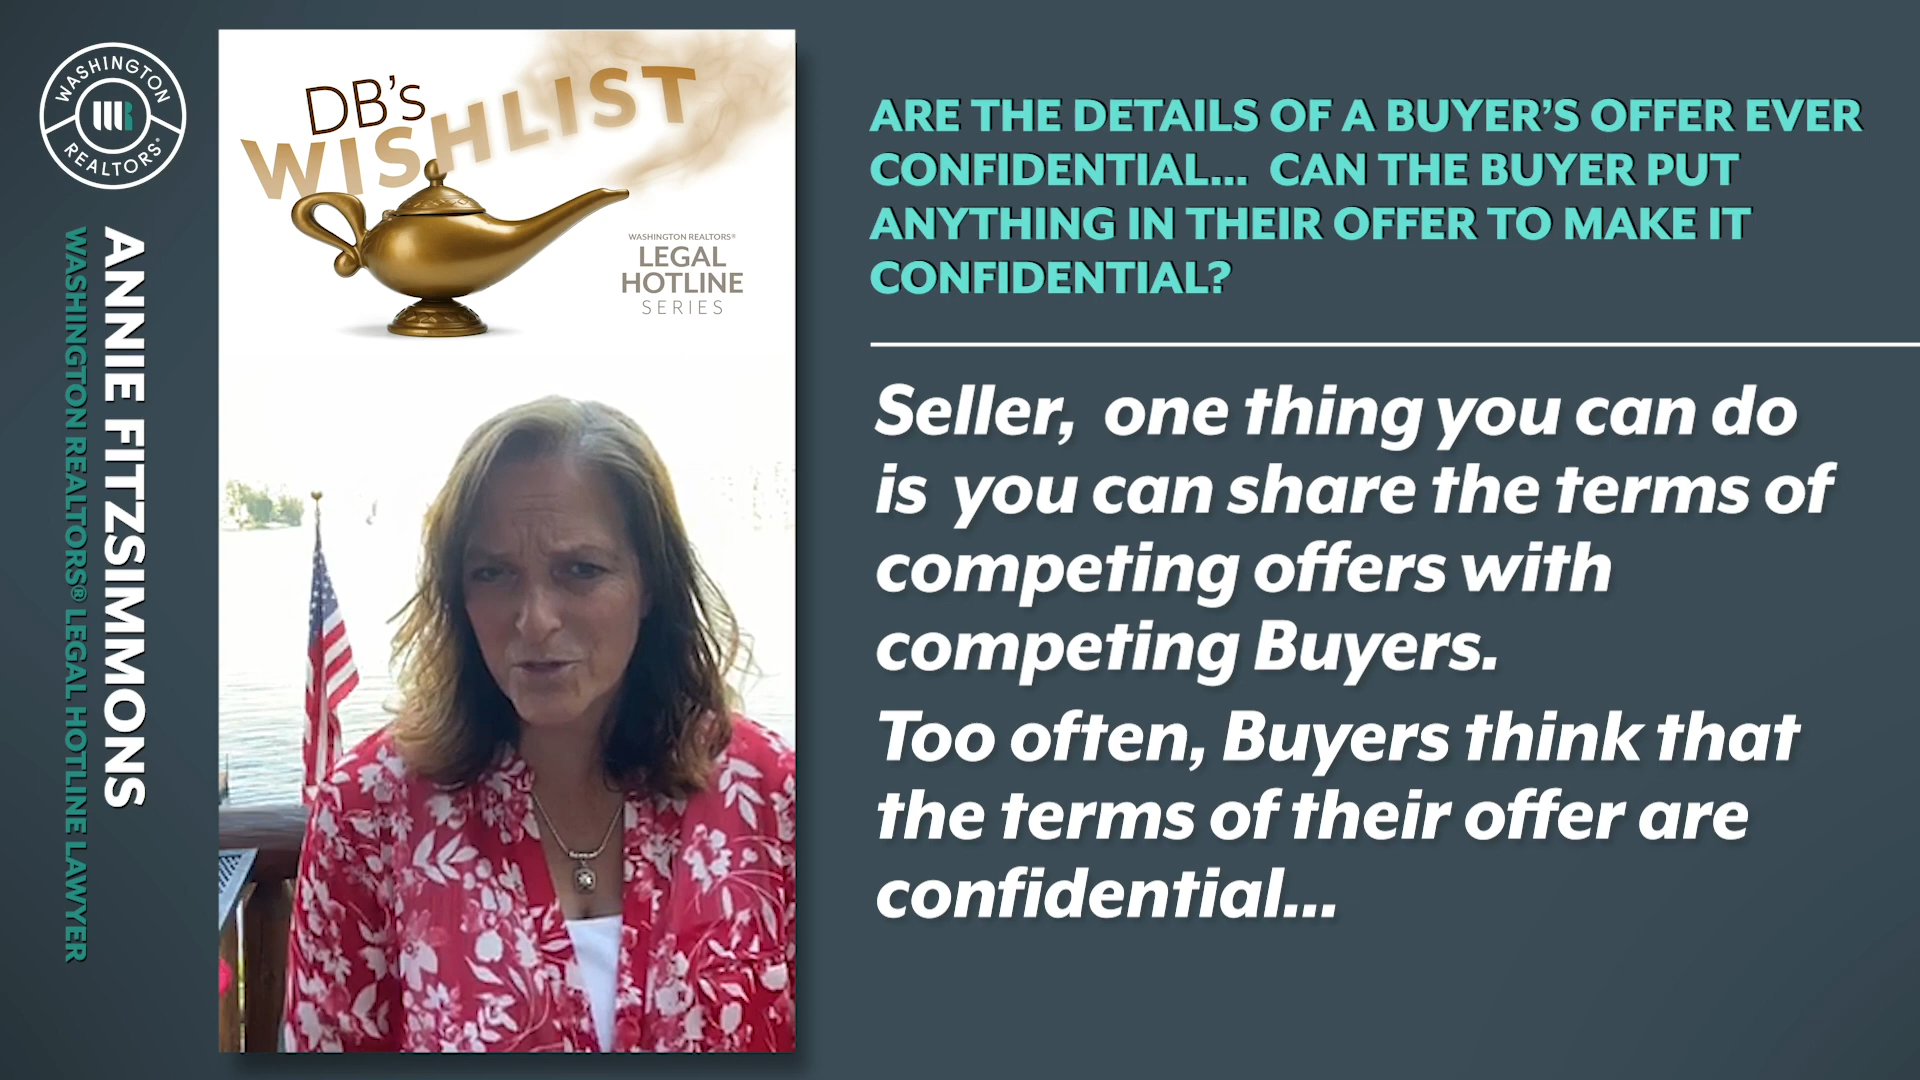 WASHINGTON
REALTORS®
ANNIE FITZSIMMONS
WASHINGTON REALTORS® LEGAL HOTLINE LAWYER
DB's
WISHLIST
WASHINGTON REALTORS®
LEGAL
HOTLINE
SERIES
ARE THE DETAILS OF A BUYER'S OFFER EVER
CONFIDENTIAL... CAN THE BUYER PUT
ANYTHING IN THEIR OFFER TO MAKE IT
CONFIDENTIAL?
Seller, one thing you can do
is you can share the terms of
competing offers with
competing Buyers.
Too often, Buyers think that
the terms of their offer are
confidential...